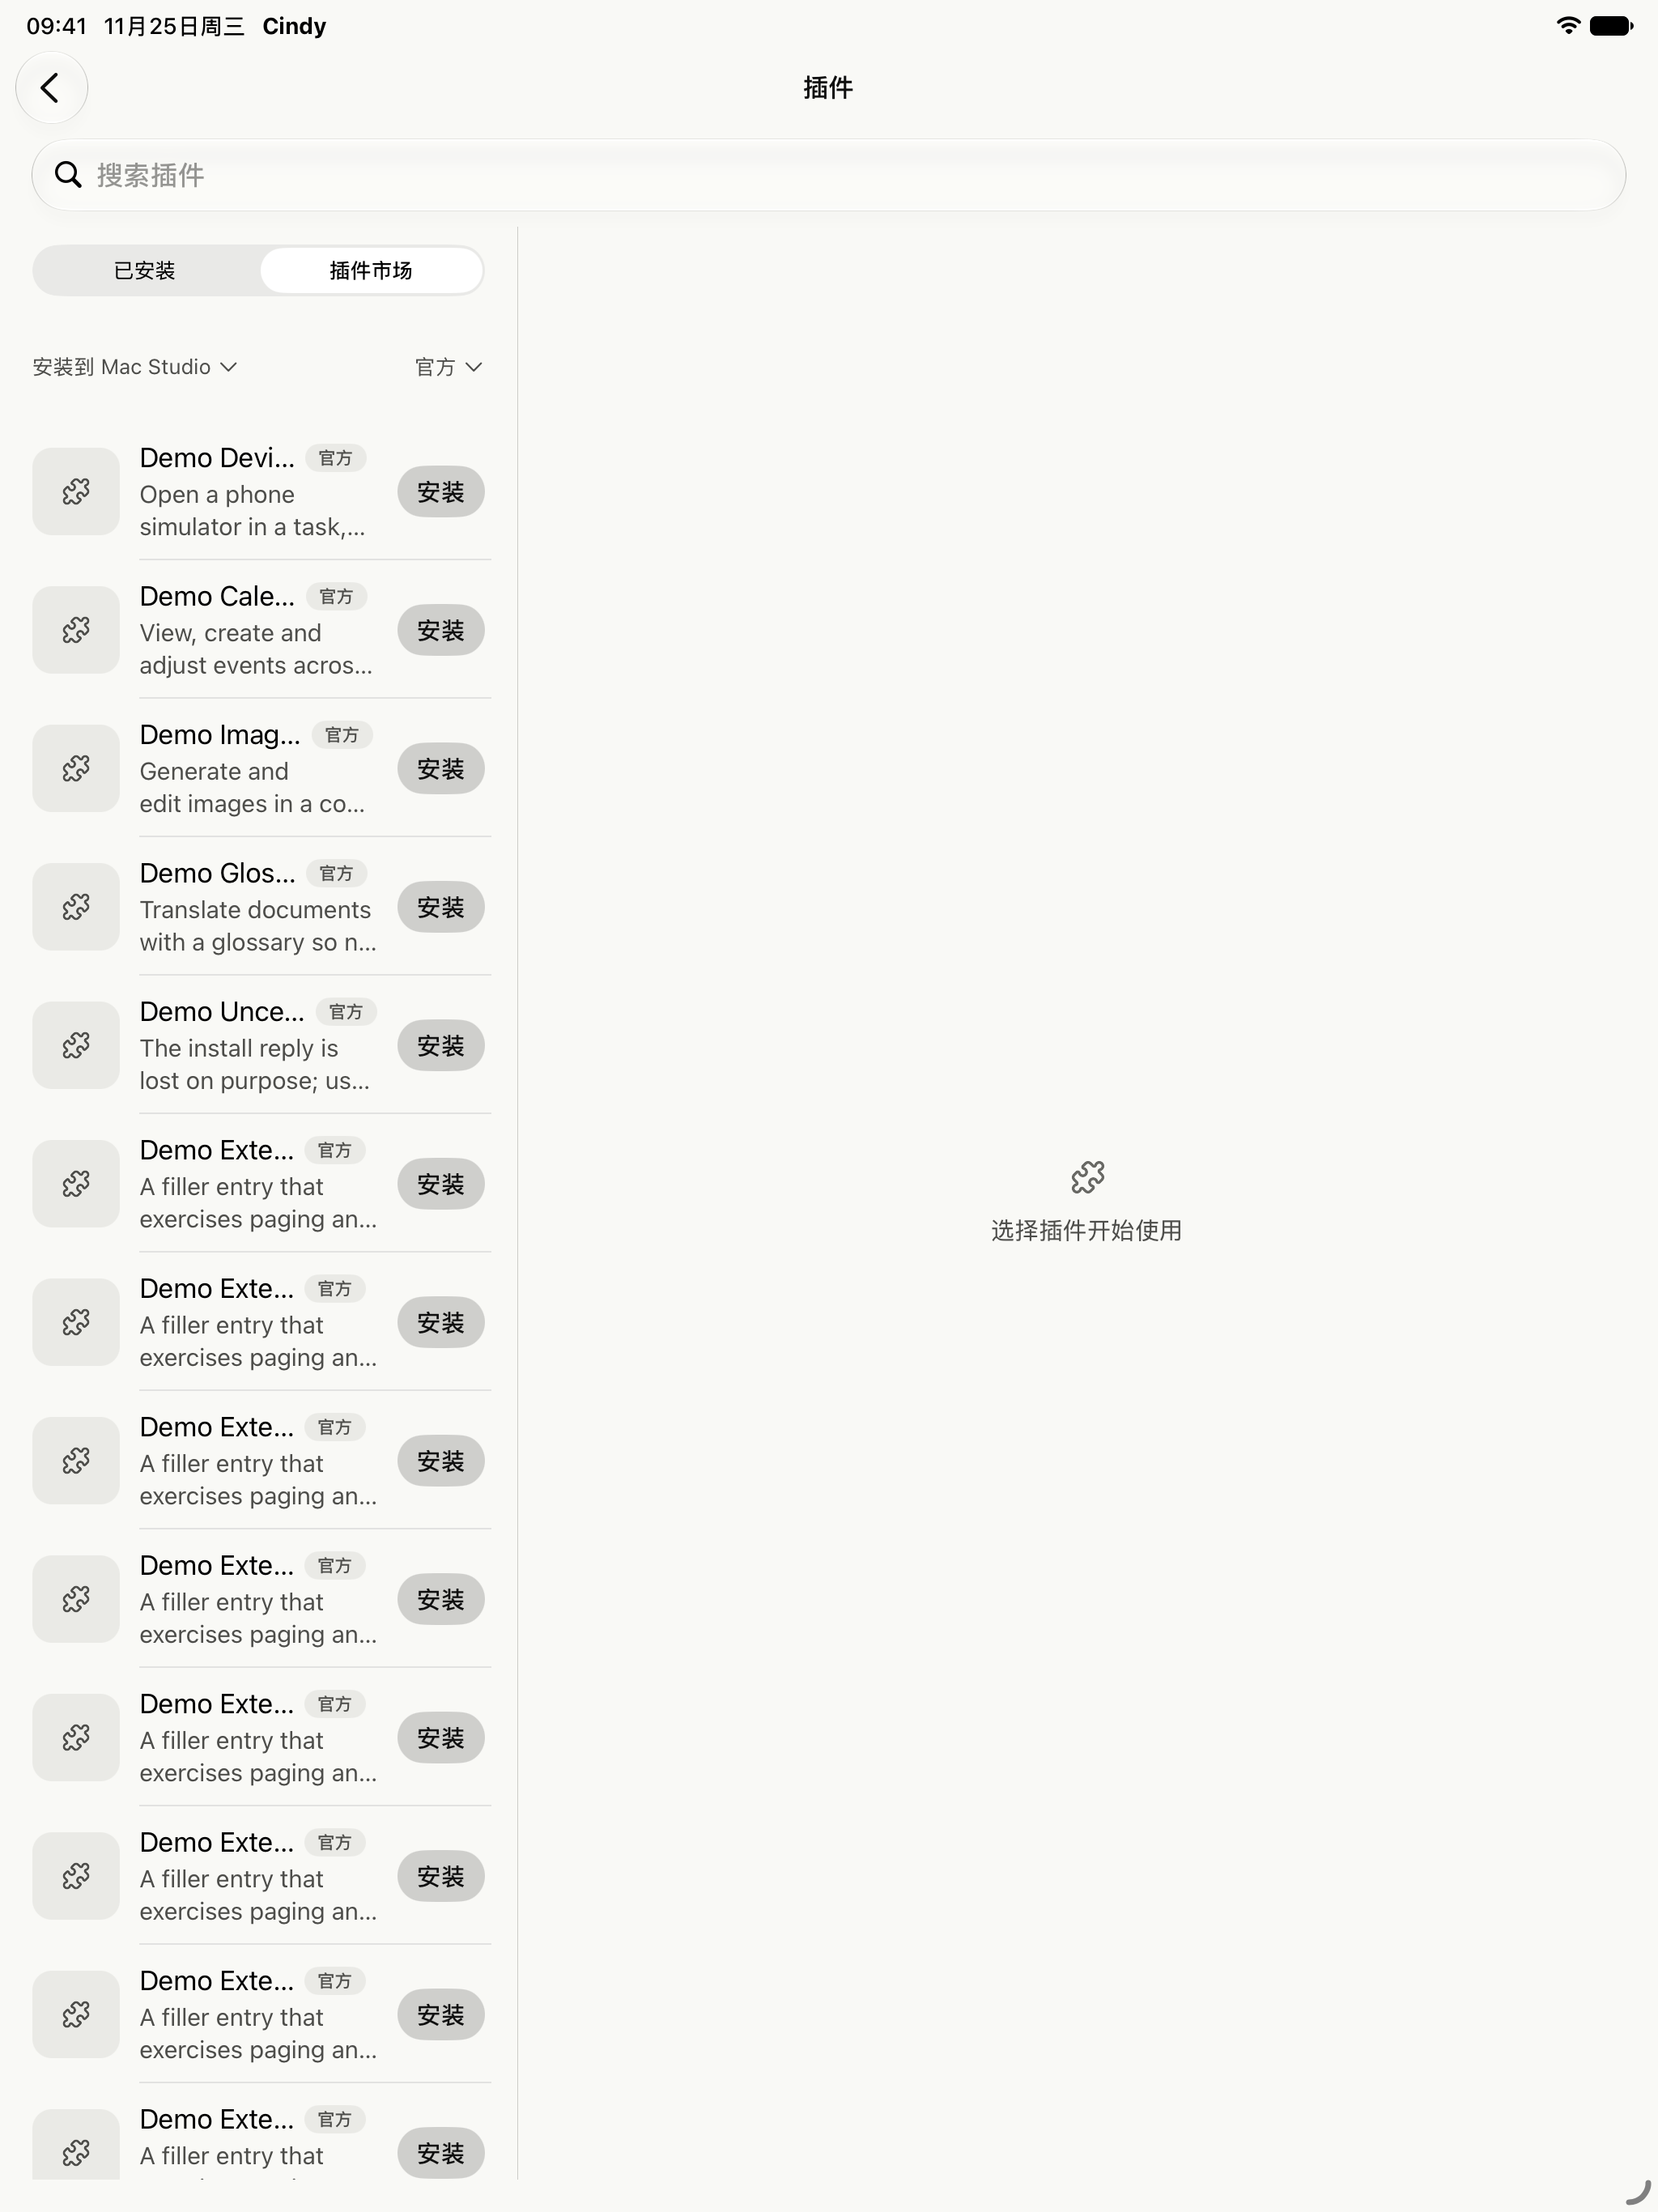 09:41 11月25日周三 Cindy
插件
搜索插件
已安装
插件市场
安装到 Mac Studio
官方
Demo Devi...
官方
Open a phone
simulator in a task,...
安装
Demo Cale...
官方
View, create and
adjust events acros...
安装
Demo Imag...
官方
Generate and
edit images in a co...
安装
Demo Glos...
官方
Translate documents
with a glossary so n...
安装
Demo Unce...
官方
The install reply is
lost on purpose; us...
安装
Demo Exte...
官方
A filler entry that
exercises paging an...
安装
Demo Exte...
官方
A filler entry that
exercises paging an...
安装
Demo Exte...
官方
A filler entry that
exercises paging an...
安装
Demo Exte...
官方
A filler entry that
exercises paging an...
安装
Demo Exte...
官方
A filler entry that
exercises paging an...
安装
Demo Exte...
官方
A filler entry that
exercises paging an...
安装
Demo Exte...
官方
A filler entry that
exercises paging an...
安装
Demo Exte...
官方
A filler entry that
安装
选择插件开始使用